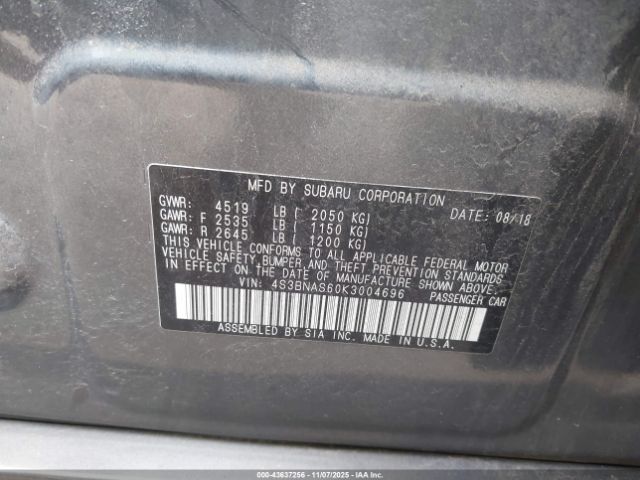 MFD BY SUBARU CORPORATION
GVWR: 4519 LB ( 2050 KG) DATE: 08/18
GAWR: F 2535 LB ( 1150 KG)
GAWR: R 2645 LB ( 1200 KG)
THIS VEHICLE CONFORMS TO ALL APPLICABLE FEDERAL MOTOR
VEHICLE SAFETY, BUMPER, AND THEFT PREVENTION STANDARDS
IN EFFECT ON THE DATE OF MANUFACTURE SHOWN ABOVE.
VIN: 4S3BNAS60K3004696 PASSENGER CAR
ASSEMBLED BY SIA INC. MADE IN U.S.A.
000-43637256 - 11/07/2025 - IAAI.COM